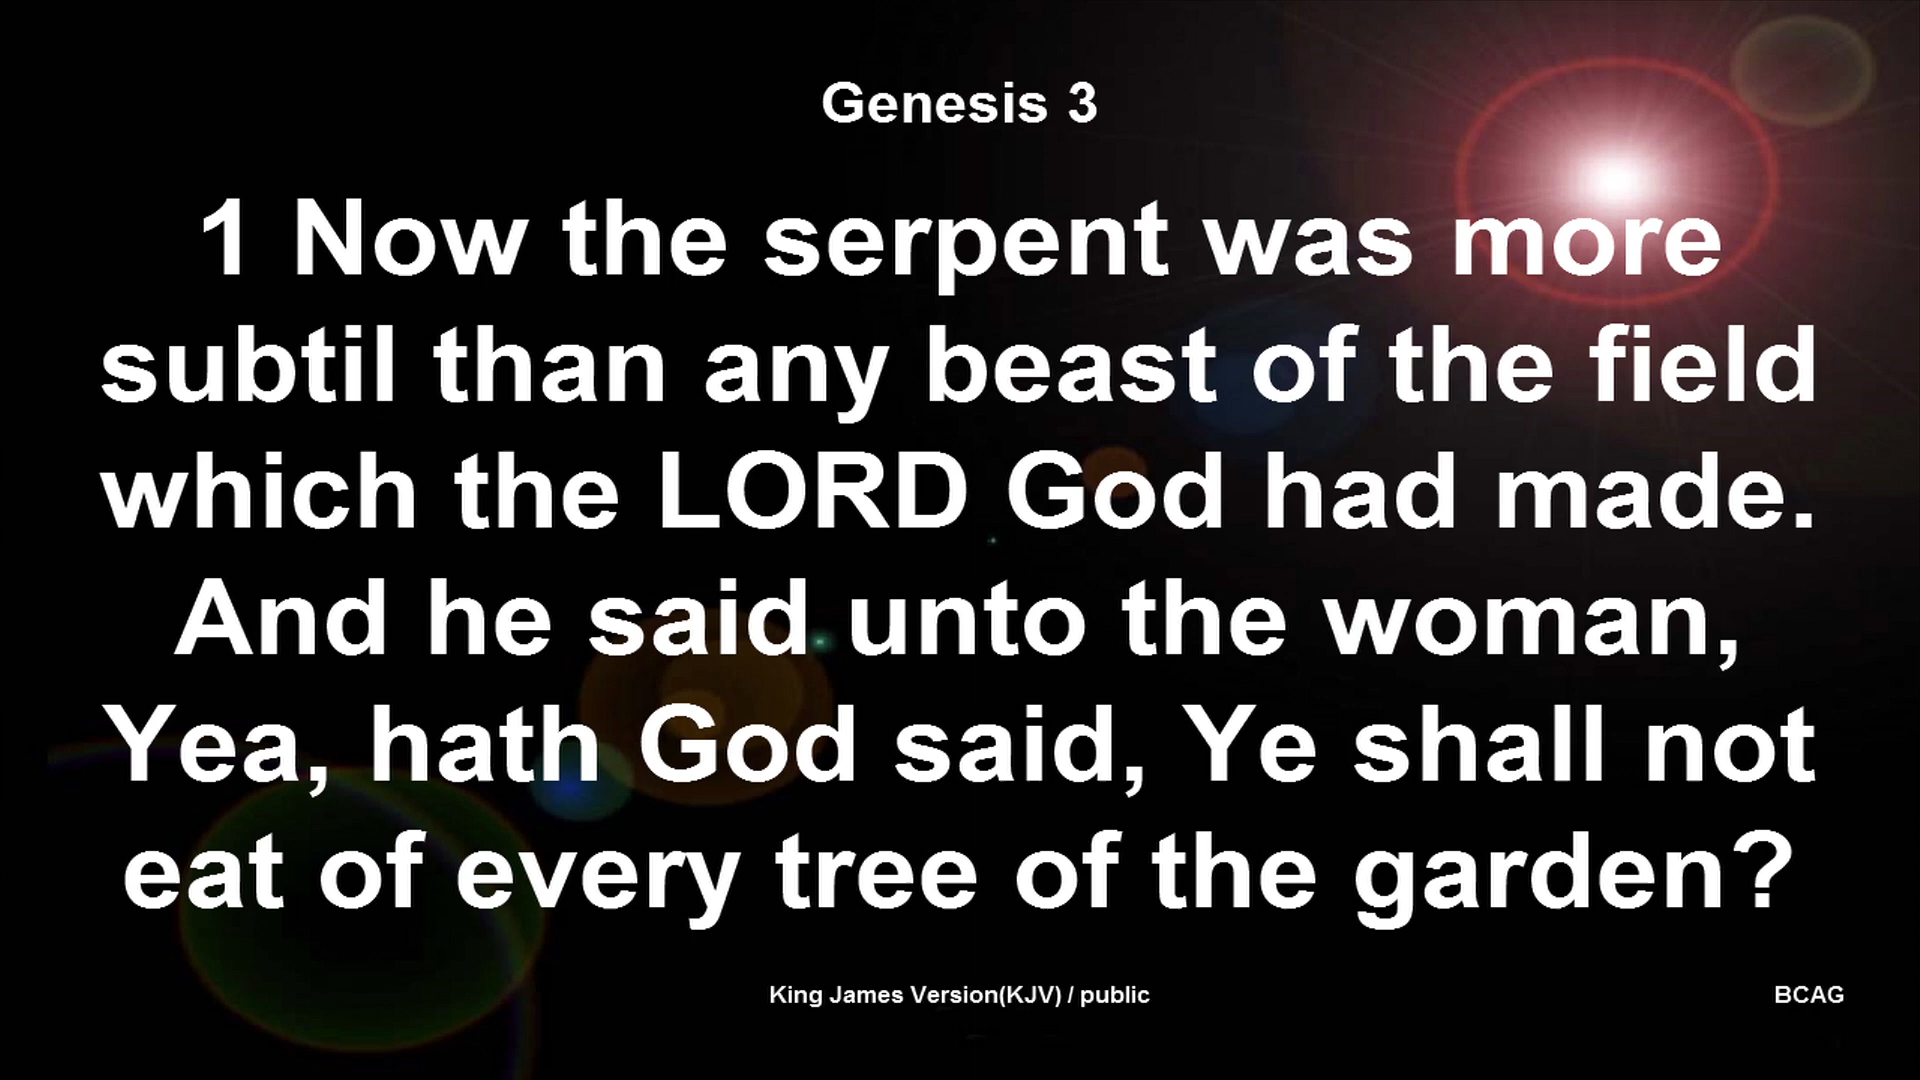 Genesis 3
1 Now the serpent was more
subtil than any beast of the field
which the LORD God had made.
And he said unto the woman,
Yea, hath God said, Ye shall not
eat of every tree of the garden?
King James Version(KJV) / public
BCAG